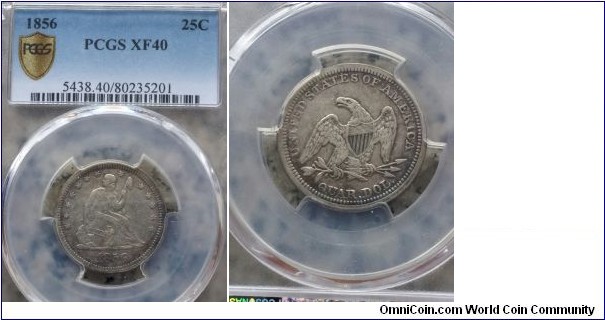 1856 25C
PCGS
PCGS XF40
5438.40/80235201
UNITED STATES OF AMERICA
QUAR. DOL.
OmniCoin.com World Coin Community